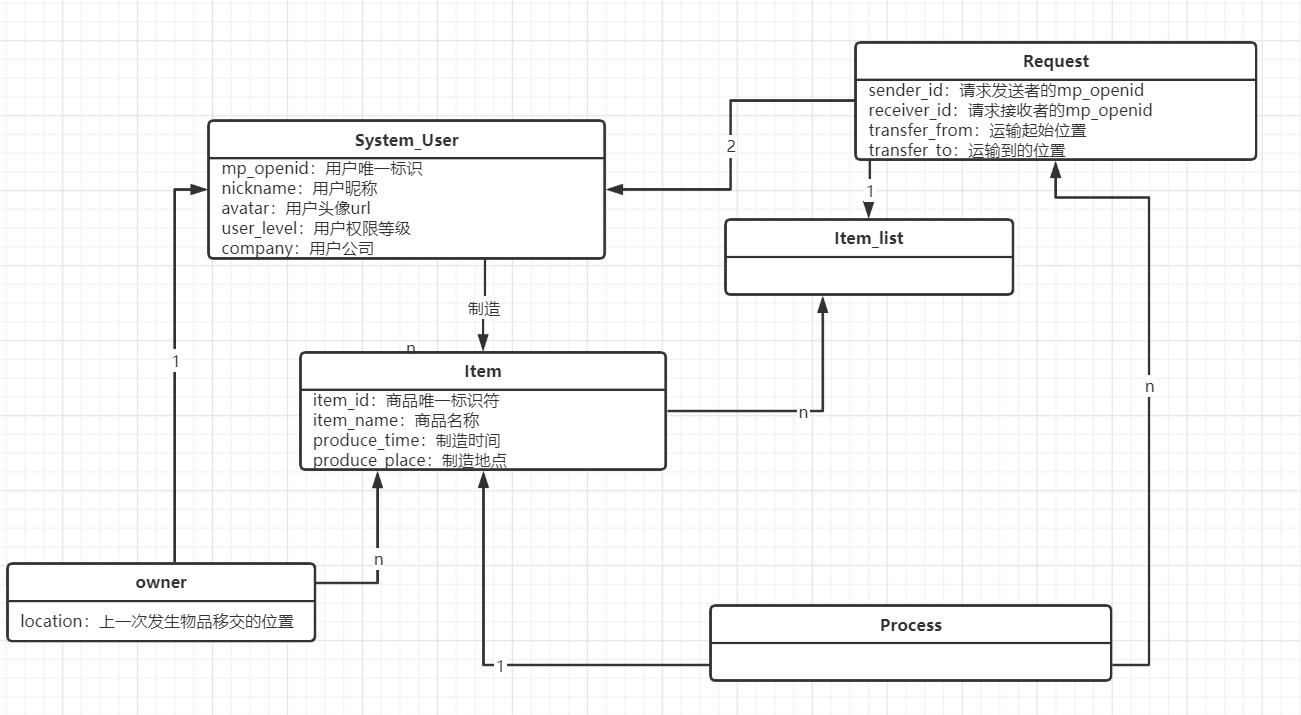 Request
sender_id：请求发送者的mp_openid
receiver_id：请求接收者的mp_openid
transfer_from：运输起始位置
transfer_to：运输到的位置
System_User
mp_openid：用户唯一标识
nickname：用户昵称
avatar：用户头像url
user_level：用户权限等级
company：用户公司
2
1
Item_list
制造
n
Item
item_id：商品唯一标识符
item_name：商品名称
produce_time：制造时间
produce_place：制造地点
1
n
n
n
owner
location：上一次发生物品移交的位置
Process
1